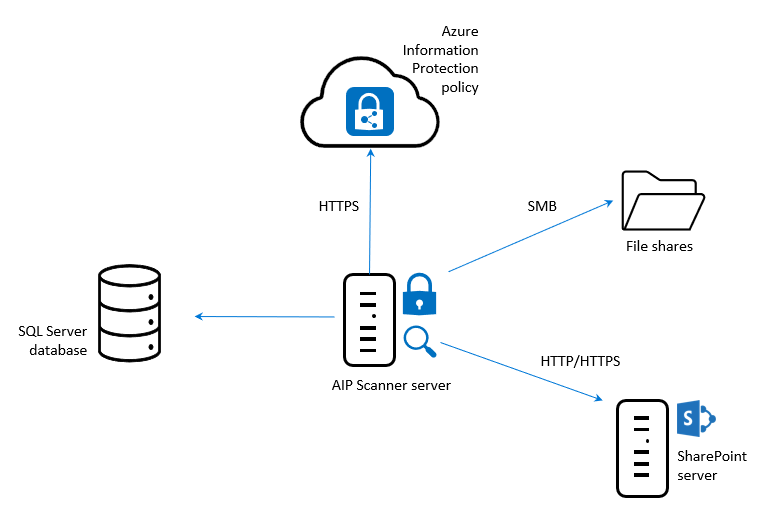 Azure
Information
Protection
policy
HTTPS
SMB
File shares
SQL Server
database
AIP Scanner server
HTTP/HTTPS
S
SharePoint
server